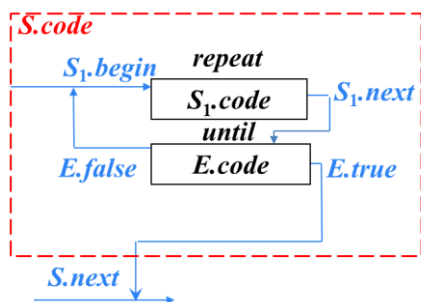 S.code
repeat
S₁.begin
S₁.code
S₁.next
until
E.false
E.code
E.true
S.next